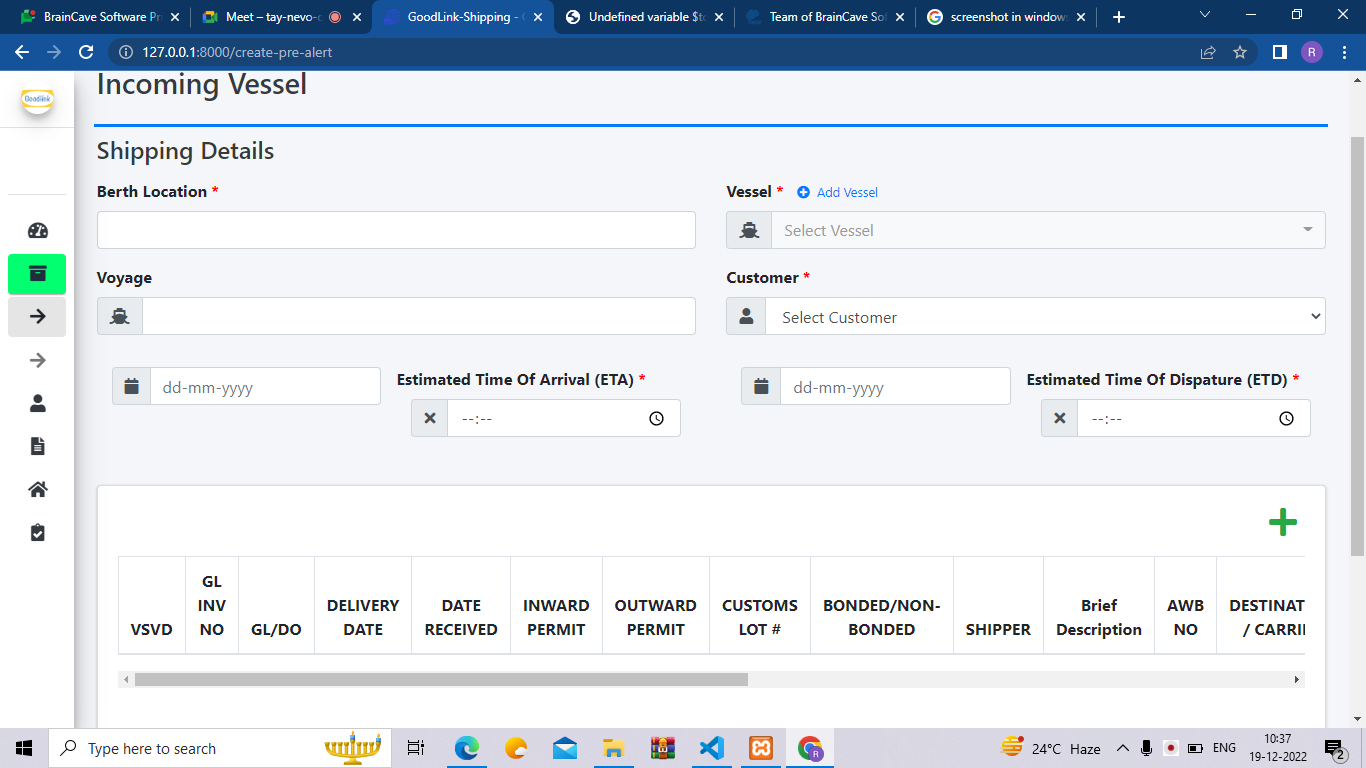 BrainCave Software Pr
Meet – tay-nevo-c
GoodLink-Shipping - 
Undefined variable $to
Team of BrainCave Sof
screenshot in window
127.0.0.1:8000/create-pre-alert
R
Goodlink
Incoming Vessel
Shipping Details
Berth Location *
Vessel * Add Vessel
Select Vessel
Voyage
Customer *
Select Customer
dd-mm-yyyy
Estimated Time Of Arrival (ETA) *
--:--
dd-mm-yyyy
Estimated Time Of Dispature (ETD) *
--:--
VSVD
GL
INV
NO
GL/DO
DELIVERY
DATE
DATE
RECEIVED
INWARD
PERMIT
OUTWARD
PERMIT
CUSTOMS
LOT #
BONDED/NON-
BONDED
SHIPPER
Brief
Description
AWB
NO
DESTINAT
/ CARRI
Type here to search
R
24°C Haze
ENG
10:37
19-12-2022
2